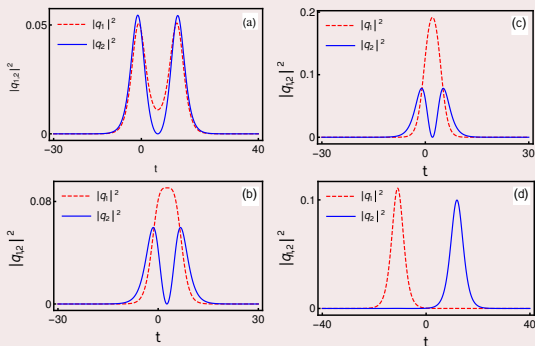 0.05
|q₁|²
|q₂|²
(a)
|q₁,₂|²
0
-30
0
40
t
0.2
|q₁|²
|q₂|²
(c)
|q₁,₂|²
0.1
0
-30
0
30
t
0.08
|q₁|²
|q₂|²
(b)
|q₁,₂|²
0
-30
0
30
t
0.1
|q₁|²
|q₂|²
(d)
|q₁,₂|²
0
-40
0
40
t